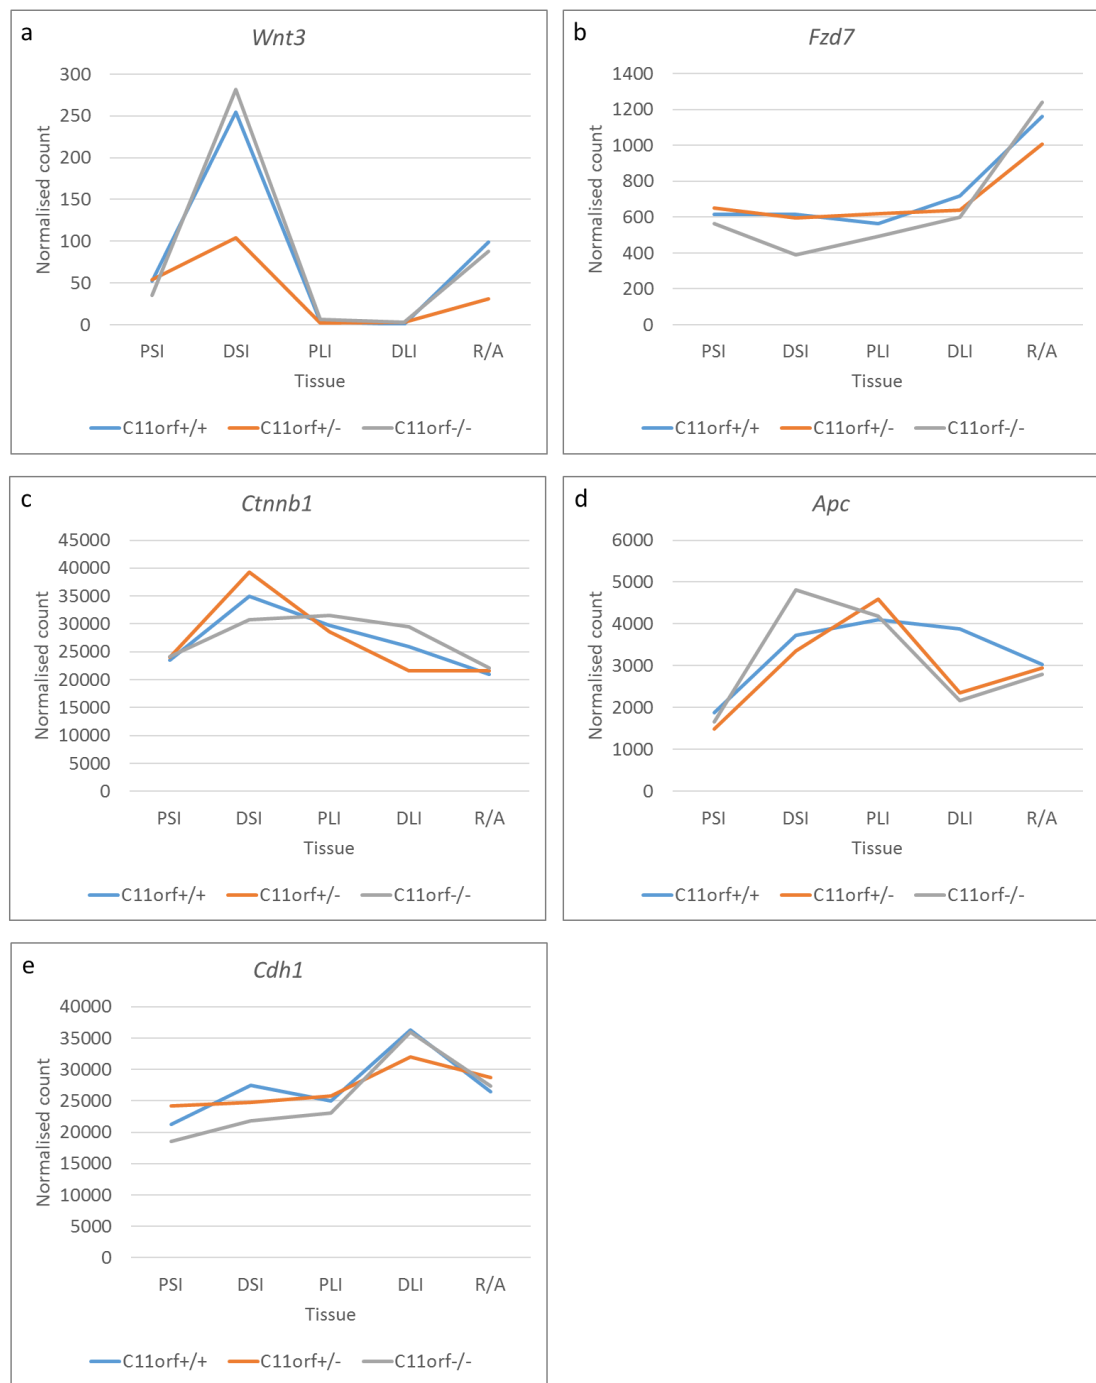 a
Wnt3
300
250
200
150
100
50
0
Normalised count
PSI DSI PLI DLI R/A
Tissue
C11orf+/+ C11orf+/- C11orf-/-
b
Fzd7
1400
1200
1000
800
600
400
200
0
Normalised count
PSI DSI PLI DLI R/A
Tissue
C11orf+/+ C11orf+/- C11orf-/-
c
Ctnnb1
45000
40000
35000
30000
25000
20000
15000
10000
5000
0
Normalised count
PSI DSI PLI DLI R/A
Tissue
C11orf+/+ C11orf+/- C11orf-/-
d
Apc
6000
5000
4000
3000
2000
1000
0
Normalised count
PSI DSI PLI DLI R/A
Tissue
C11orf+/+ C11orf+/- C11orf-/-
e
Cdh1
40000
35000
30000
25000
20000
15000
10000
5000
0
Normalised count
PSI DSI PLI DLI R/A
Tissue
C11orf+/+ C11orf+/- C11orf-/-